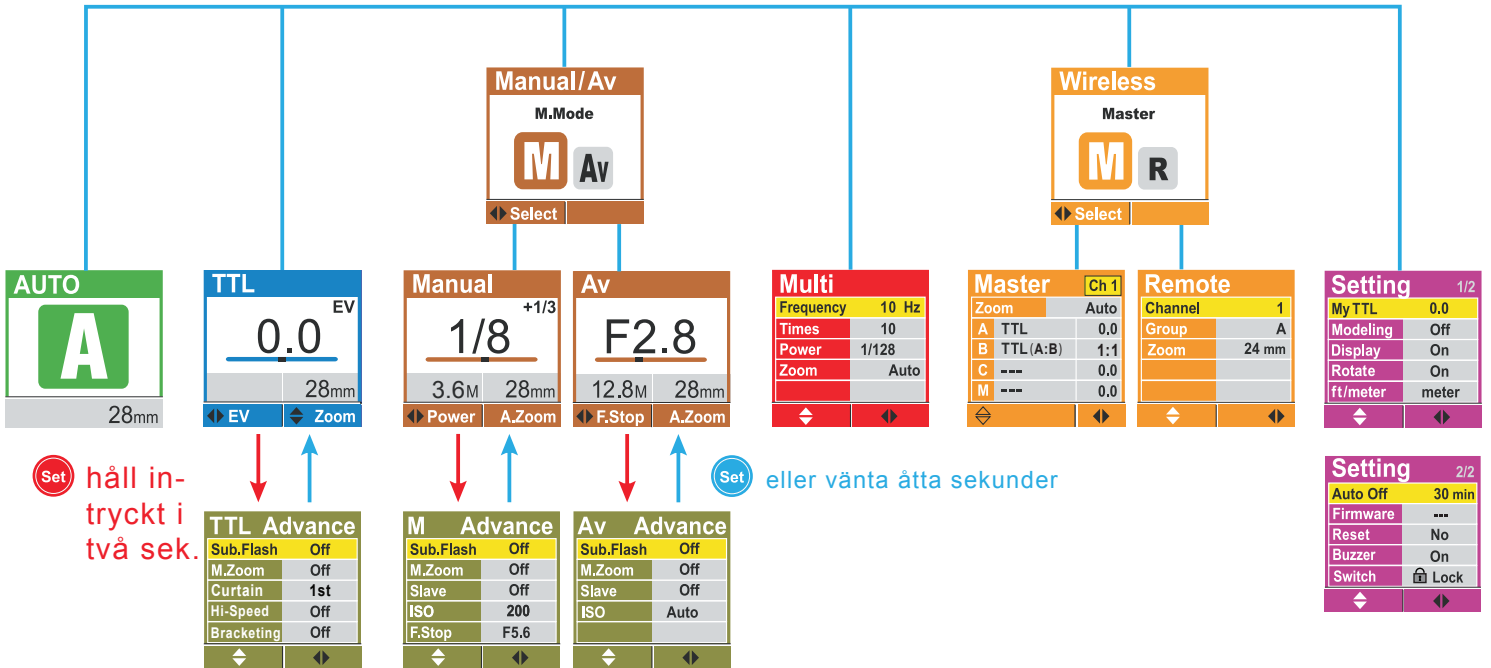 Manual/Av
M.Mode
M Av
Select
Wireless
Master
M R
Select
AUTO
A
28mm
TTL
EV
0.0
28mm
EV Zoom
Manual
+1/3
1/8
3.6M 28mm
Power A.Zoom
Av
F2.8
12.8M 28mm
F.Stop A.Zoom
Multi
Frequency 10 Hz
Times 10
Power 1/128
Zoom Auto
Master Ch 1
Zoom Auto
A TTL 0.0
B TTL(A:B) 1:1
C --- 0.0
M --- 0.0
Remote
Channel 1
Group A
Zoom 24 mm
Setting 1/2
My TTL 0.0
Modeling Off
Display On
Rotate On
ft/meter meter
Set håll in-
tryckt i
två sek.
Set eller vänta åtta sekunder
TTL Advance
Sub.Flash Off
M.Zoom Off
Curtain 1st
Hi-Speed Off
Bracketing Off
M Advance
Sub.Flash Off
M.Zoom Off
Slave Off
ISO 200
F.Stop F5.6
Av Advance
Sub.Flash Off
M.Zoom Off
Slave Off
ISO Auto
Setting 2/2
Auto Off 30 min
Firmware ---
Reset No
Buzzer On
Switch Lock